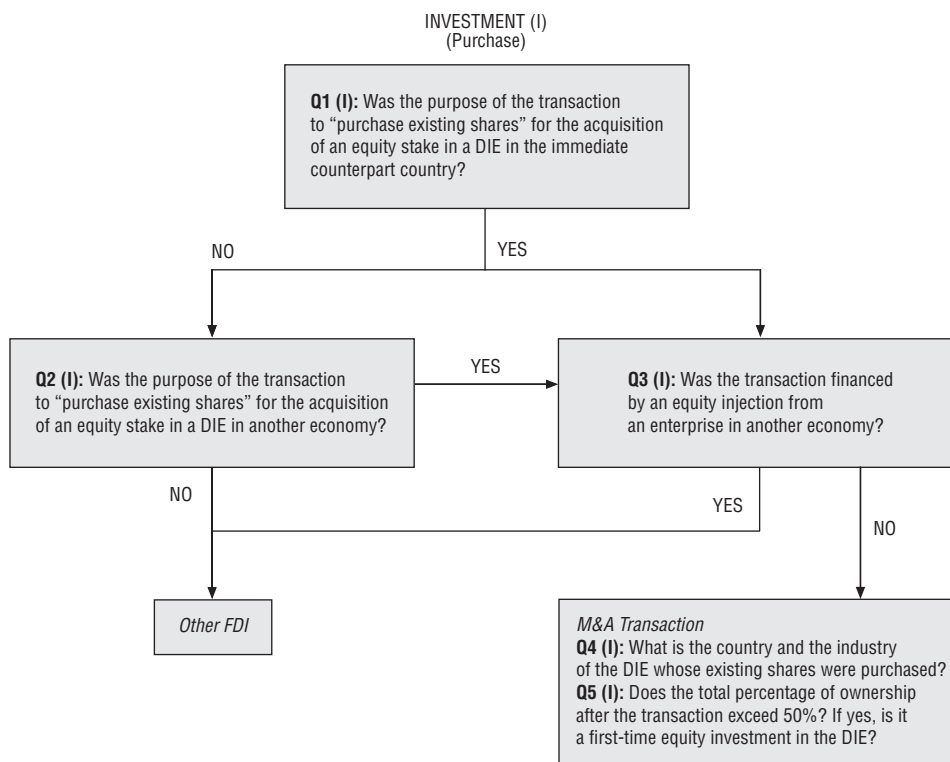 INVESTMENT (I)
(Purchase)
Q1 (I): Was the purpose of the transaction
to “purchase existing shares” for the acquisition
of an equity stake in a DIE in the immediate
counterpart country?
NO
YES
Q2 (I): Was the purpose of the transaction
to “purchase existing shares” for the acquisition
of an equity stake in a DIE in another economy?
YES
Q3 (I): Was the transaction financed
by an equity injection from
an enterprise in another economy?
NO
YES
NO
Other FDI
M&A Transaction
Q4 (I): What is the country and the industry
of the DIE whose existing shares were purchased?
Q5 (I): Does the total percentage of ownership
after the transaction exceed 50%? If yes, is it
a first-time equity investment in the DIE?